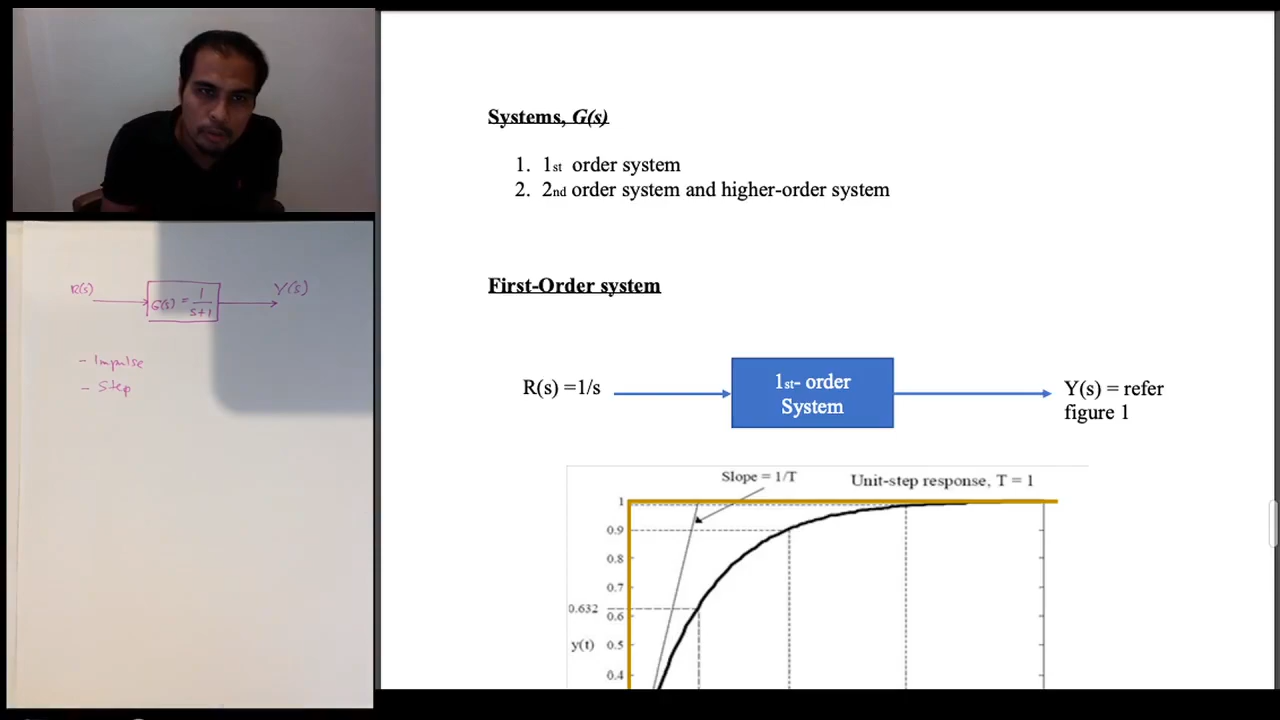 Systems, G(s)
1. 1st order system
2. 2nd order system and higher-order system
First-Order system
R(s) =1/s
1st- order
System
Y(s) = refer
figure 1
Slope = 1/T
Unit-step response, T = 1
1
0.9
0.8
0.7
0.632
0.6
y(t)
0.5
0.4
R(s)
G(s) = 1/s+1
Y(s)
- Impulse
- Step